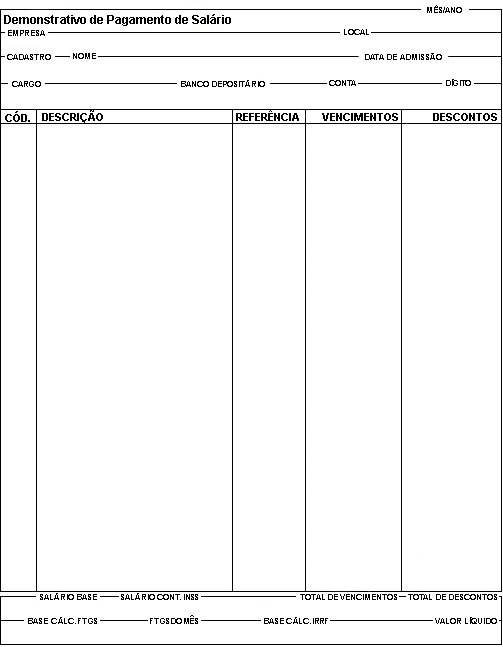 MÊS/ANO
Demonstrativo de Pagamento de Salário
EMPRESA LOCAL
CADASTRO NOME DATA DE ADMISSÃO
CARGO BANCO DEPOSITÁRIO CONTA DÍGITO
CÓD. DESCRIÇÃO REFERÊNCIA VENCIMENTOS DESCONTOS
SALÁRIO BASE SALÁRIO CONT. INSS TOTAL DE VENCIMENTOS TOTAL DE DESCONTOS
BASE CÁLC. FTGS FTGS DO MÊS BASE CÁLC. IRRF VALOR LÍQUIDO